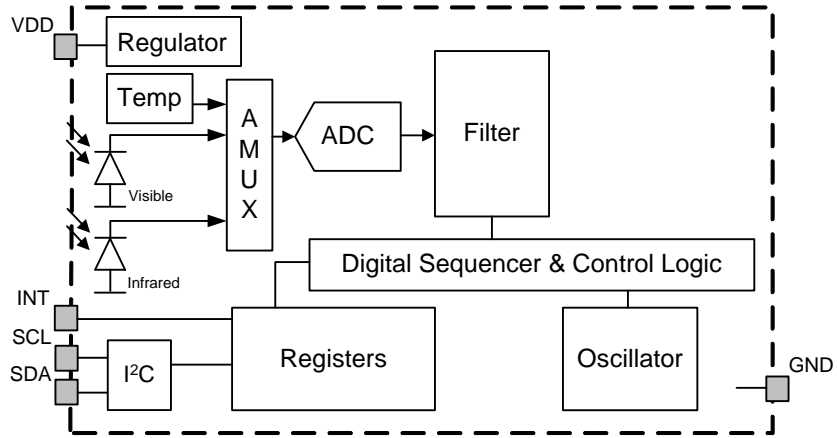 VDD
Regulator
Temp
A
M
U
X
ADC
Filter
Visible
Infrared
Digital Sequencer & Control Logic
INT
SCL
SDA
I²C
Registers
Oscillator
GND